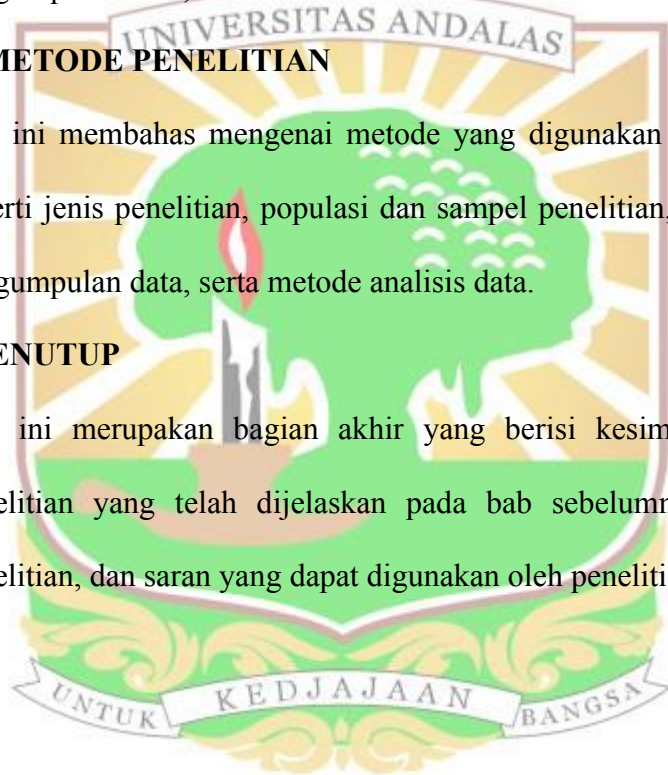 UNIVERSITAS ANDALAS
METODE PENELITIAN
ini membahas mengenai metode yang digunakan
erti jenis penelitian, populasi dan sampel penelitian,
gumpulan data, serta metode analisis data.
ENUTUP
ini merupakan bagian akhir yang berisi kesim
elitian yang telah dijelaskan pada bab sebelumn
elitian, dan saran yang dapat digunakan oleh peneliti
UNTUK KEDJAJAAN BANGSA